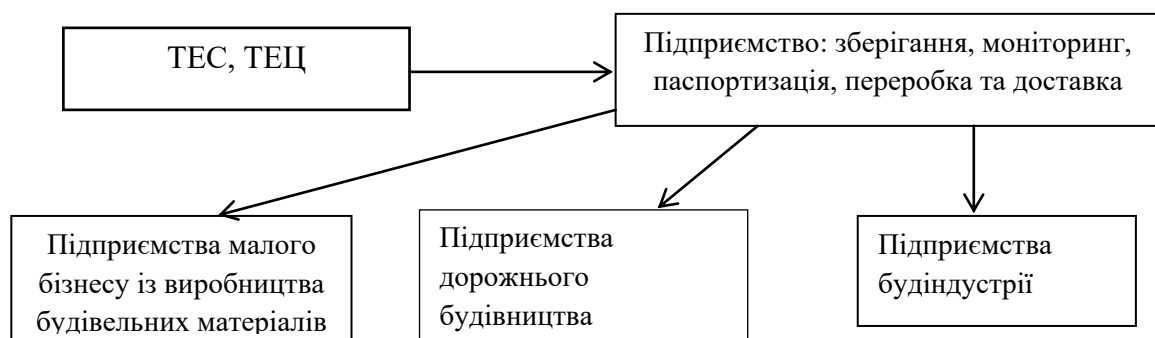 ТЕС, ТЕЦ
Підприємство: зберігання, моніторинг,
паспортизація, переробка та доставка
Підприємства малого
бізнесу із виробництва
будівельних матеріалів
Підприємства
дорожнього
будівництва
Підприємства
будіндустрії